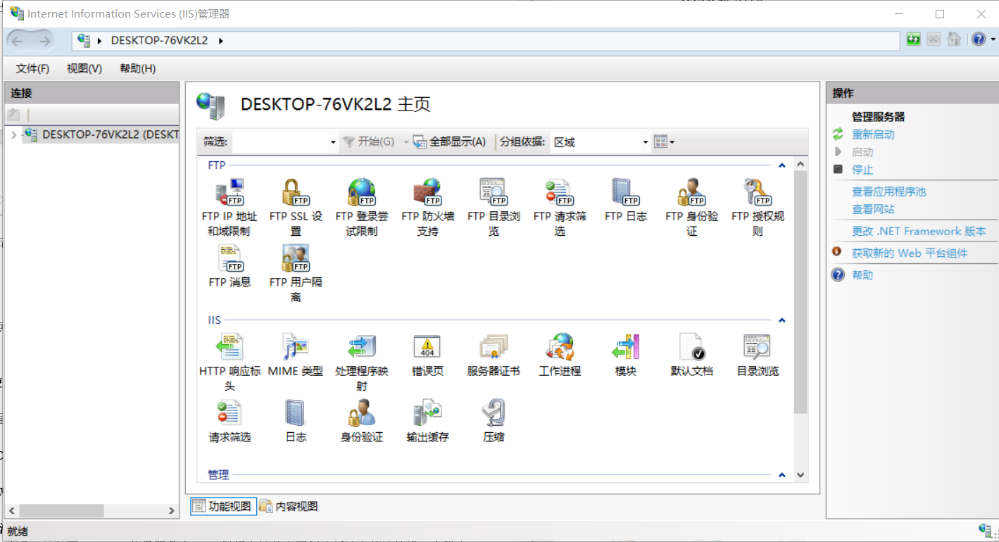 Internet Information Services (IIS)管理器
DESKTOP-76VK2L2
文件(F) 视图(V) 帮助(H)
连接
DESKTOP-76VK2L2 (DESKT
DESKTOP-76VK2L2 主页
筛选: 开始(G) 全部显示(A) 分组依据: 区域
FTP
FTP IP 地址和域限制
FTP SSL 设置
FTP 登录尝试限制
FTP 防火墙支持
FTP 目录浏览
FTP 请求筛选
FTP 日志
FTP 身份验证
FTP 授权规则
FTP 消息
FTP 用户隔离
IIS
HTTP 响应标头
MIME 类型
处理程序映射
404
错误页
服务器证书
工作进程
模块
默认文档
目录浏览
请求筛选
日志
身份验证
输出缓存
压缩
管理
功能视图 内容视图
操作
管理服务器
重新启动
启动
停止
查看应用程序池
查看网站
更改 .NET Framework 版本
获取新的 Web 平台组件
帮助
就绪